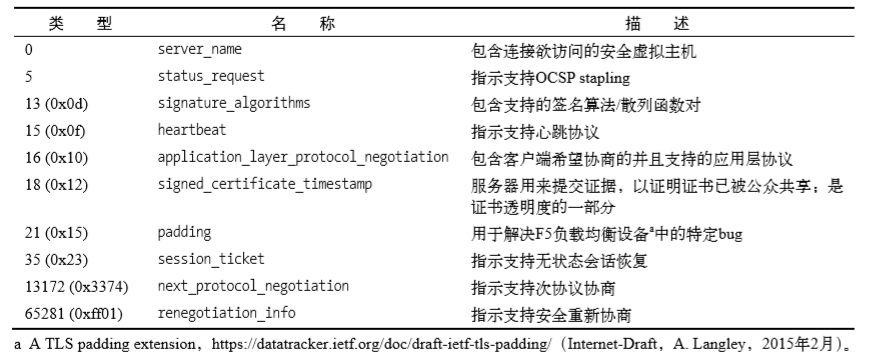 类 型 名 称 描 述
0 server_name 包含连接欲访问的安全虚拟主机
5 status_request 指示支持OCSP stapling
13 (0x0d) signature_algorithms 包含支持的签名算法/散列函数对
15 (0x0f) heartbeat 指示支持心跳协议
16 (0x10) application_layer_protocol_negotiation 包含客户端希望协商的并且支持的应用层协议
18 (0x12) signed_certificate_timestamp 服务器用来提交证据，以证明证书已被公众共享；是
证书透明度的一部分
21 (0x15) padding 用于解决F5负载均衡设备a中的特定bug
35 (0x23) session_ticket 指示支持无状态会话恢复
13172 (0x3374) next_protocol_negotiation 指示支持次协议协商
65281 (0xff01) renegotiation_info 指示支持安全重新协商
a A TLS padding extension，https://datatracker.ietf.org/doc/draft-ietf-tls-padding/（Internet-Draft，A. Langley，2015年2月）。